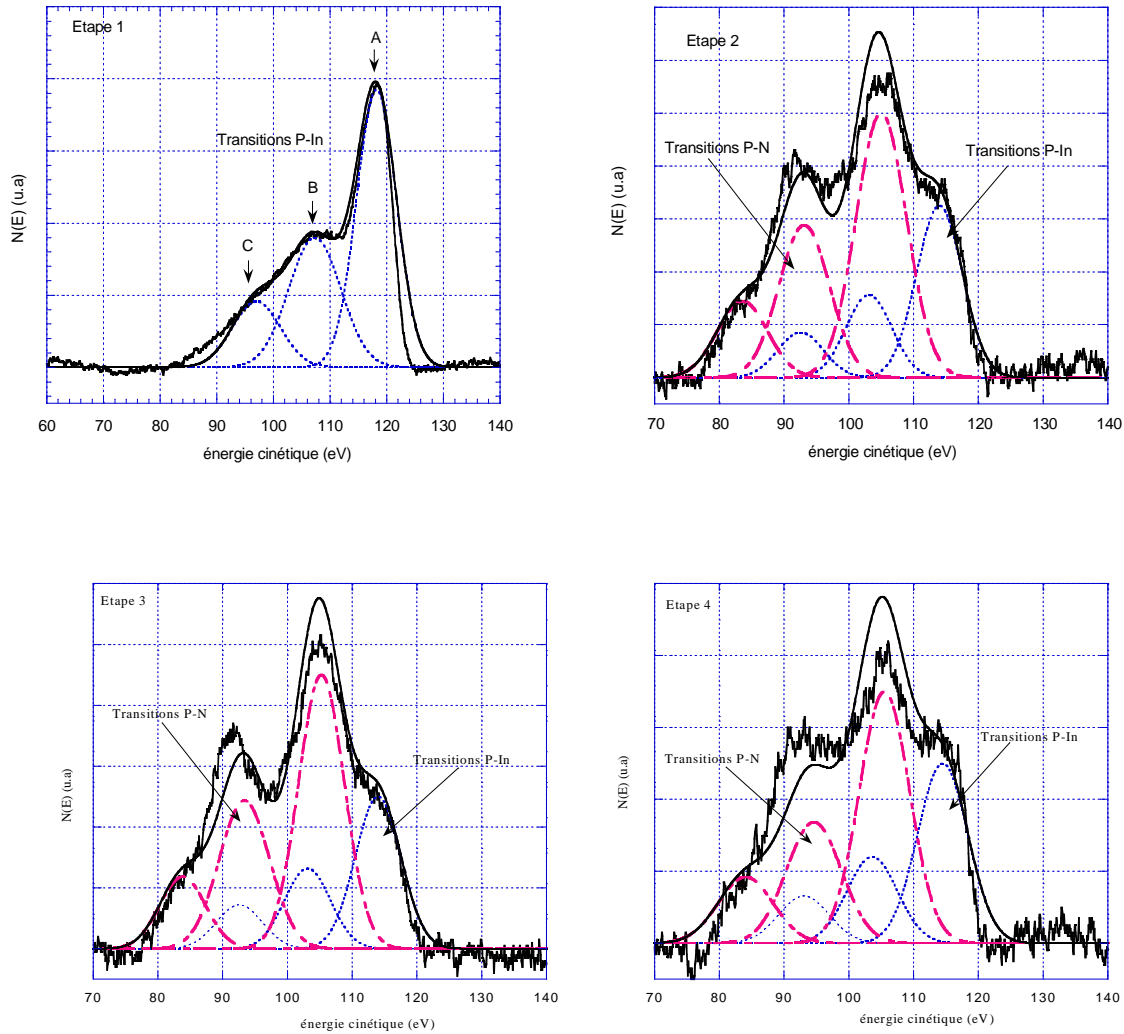 Etape 1
A
Transitions P-In
B
C
N(E) (u.a)
60 70 80 90 100 110 120 130 140
énergie cinétique (eV)
Etape 2
Transitions P-N
Transitions P-In
N(E) (u.a)
70 80 90 100 110 120 130 140
énergie cinétique (eV)
Etape 3
Transitions P-N
Transitions P-In
N(E) (u.a)
70 80 90 100 110 120 130 140
énergie cinétique (eV)
Etape 4
Transitions P-In
Transitions P-N
N(E) (u.a)
70 80 90 100 110 120 130 140
énergie cinétique (eV)